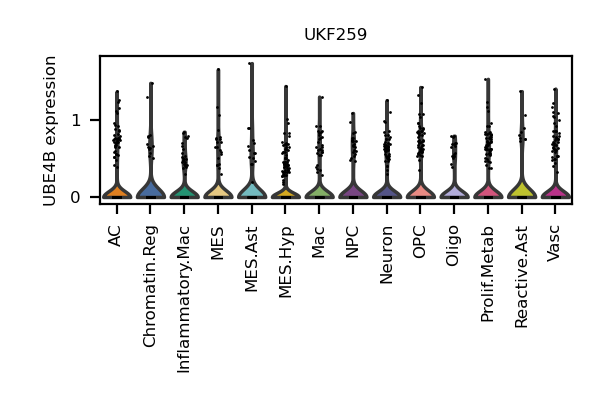 UKF259
UBE4B expression
1
0
AC
Chromatin.Reg
Inflammatory.Mac
MES
MES.Ast
MES.Hyp
Mac
NPC
Neuron
OPC
Oligo
Prolif.Metab
Reactive.Ast
Vasc